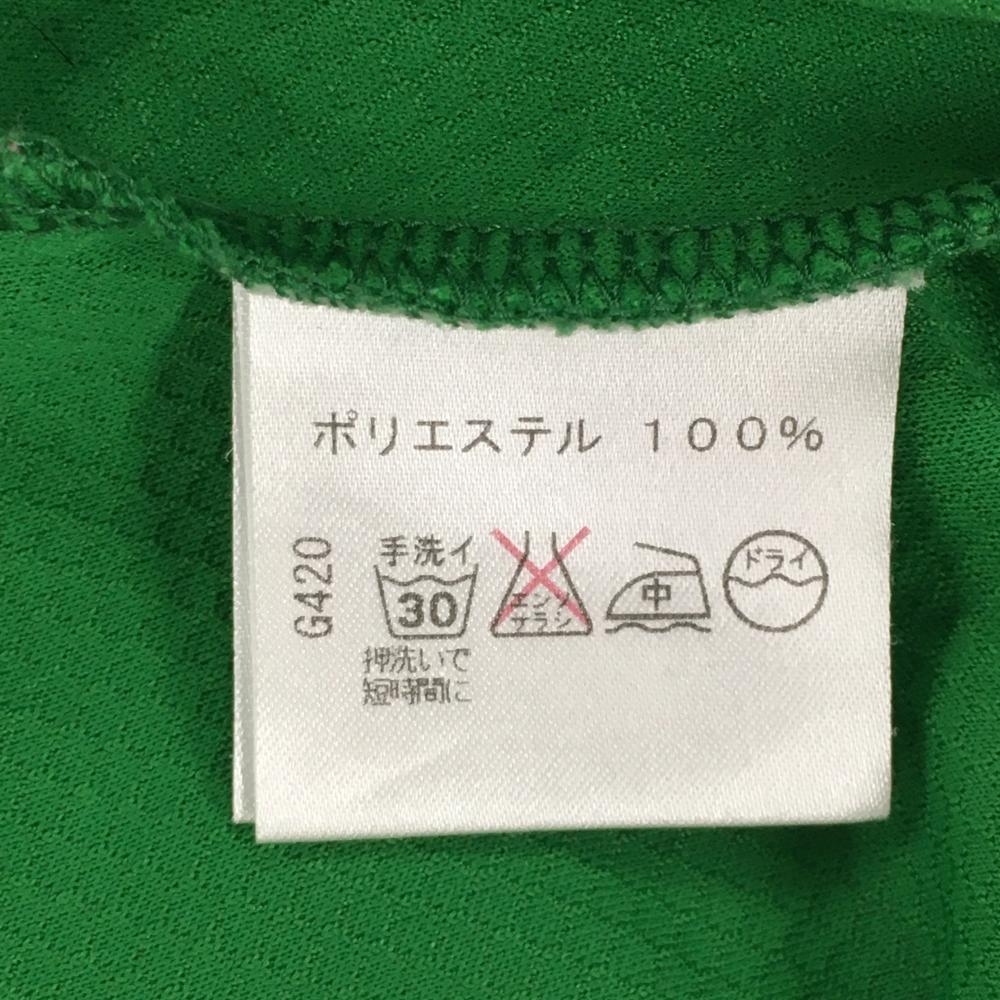 ポリエステル 100%
G420
手洗イ
30
エンソ
サラシ
中
ドライ
押洗いで
短時間に